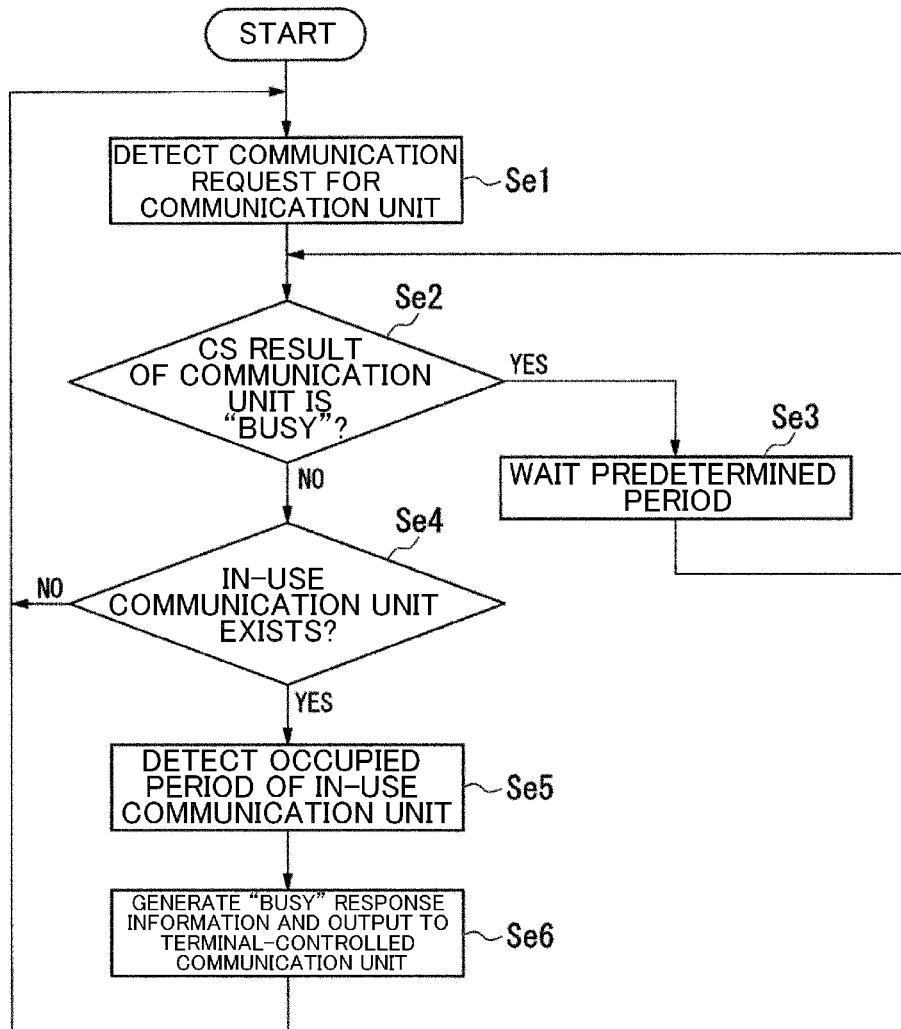 START
DETECT COMMUNICATION
REQUEST FOR
COMMUNICATION UNIT
Se1
Se2
CS RESULT
OF COMMUNICATION
UNIT IS
“BUSY”?
YES
Se3
WAIT PREDETERMINED
PERIOD
NO
Se4
IN-USE
COMMUNICATION UNIT
EXISTS?
NO
YES
DETECT OCCUPIED
PERIOD OF IN-USE
COMMUNICATION UNIT
Se5
GENERATE “BUSY” RESPONSE
INFORMATION AND OUTPUT TO
TERMINAL-CONTROLLED
COMMUNICATION UNIT
Se6